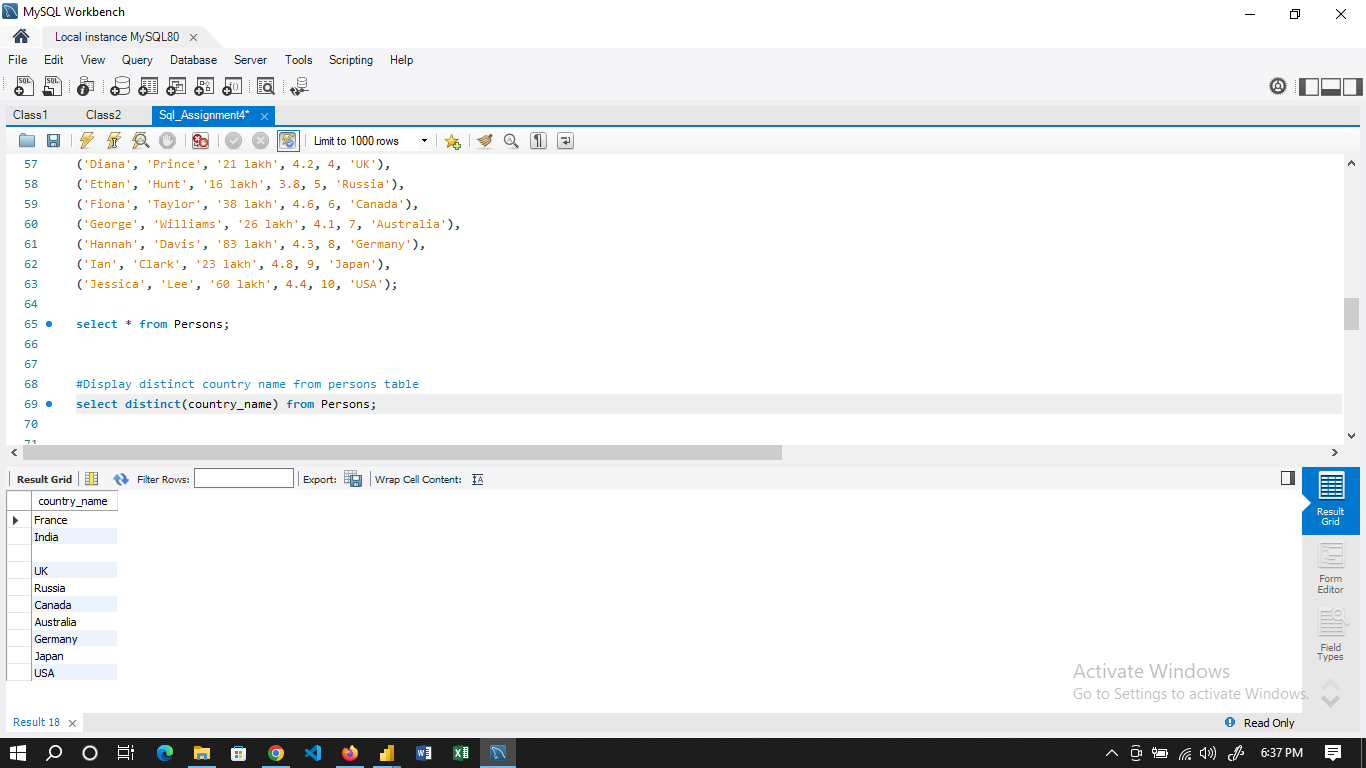 MySQL Workbench
Local instance MySQL80
File Edit View Query Database Server Tools Scripting Help
Class1 Class2 Sql_Assignment4*
Limit to 1000 rows
57 ('Diana', 'Prince', '21 lakh', 4.2, 4, 'UK'),
58 ('Ethan', 'Hunt', '16 lakh', 3.8, 5, 'Russia'),
59 ('Fiona', 'Taylor', '38 lakh', 4.6, 6, 'Canada'),
60 ('George', 'Williams', '26 lakh', 4.1, 7, 'Australia'),
61 ('Hannah', 'Davis', '83 lakh', 4.3, 8, 'Germany'),
62 ('Ian', 'Clark', '23 lakh', 4.8, 9, 'Japan'),
63 ('Jessica', 'Lee', '60 lakh', 4.4, 10, 'USA');
64
65 select * from Persons;
66
67
68 #Display distinct country name from persons table
69 select distinct(country_name) from Persons;
70
71
Result Grid Filter Rows: Export: Wrap Cell Content:
country_name
France
India
UK
Russia
Canada
Australia
Germany
Japan
USA
Result
Grid
Form
Editor
Field
Types
Activate Windows
Go to Settings to activate Windows.
Result 18
Read Only
6:37 PM